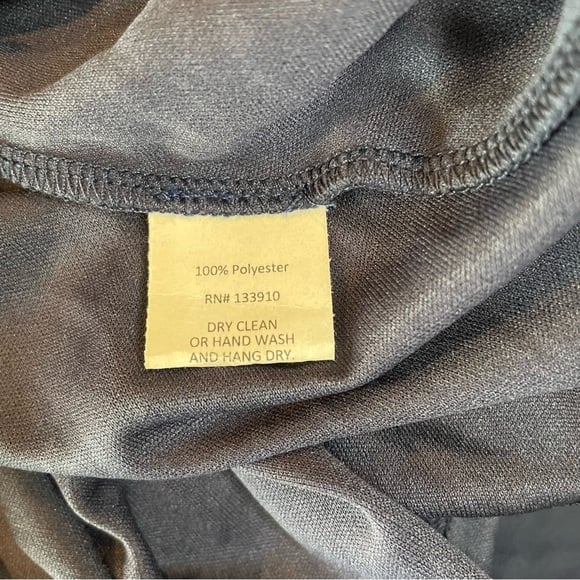 100% Polyester
RN# 133910
DRY CLEAN
OR HAND WASH
AND HANG DRY.